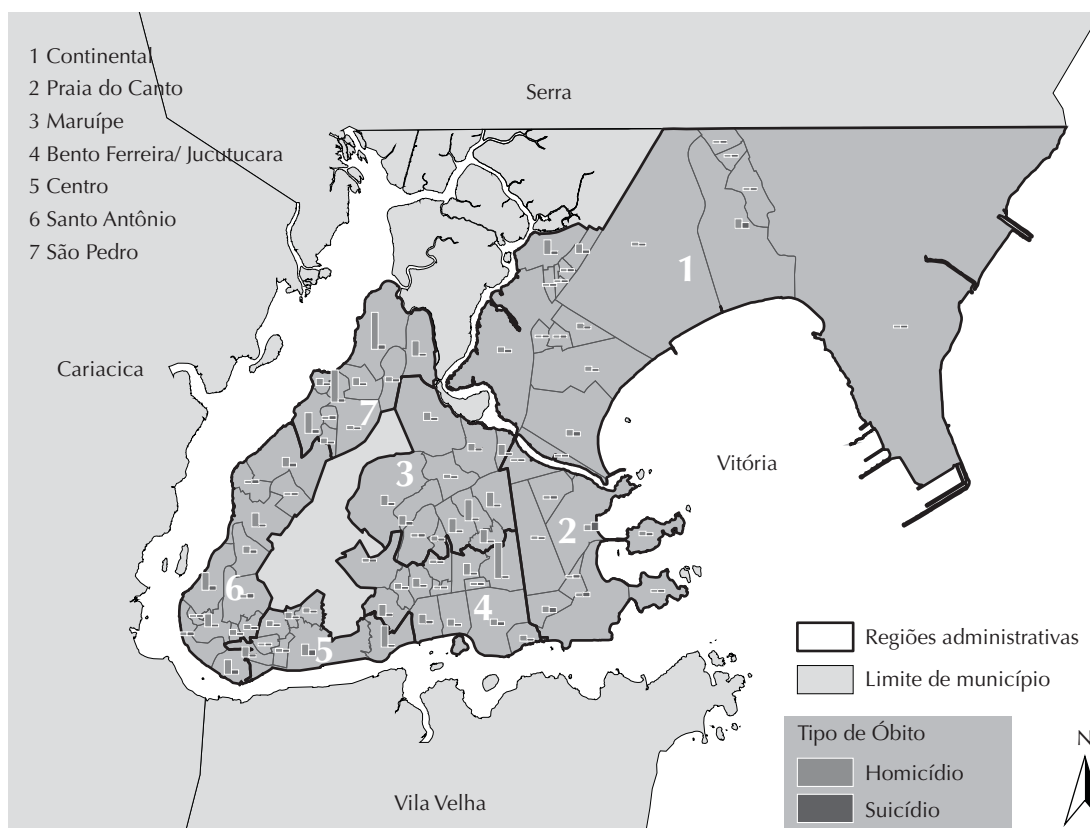 1 Continental
2 Praia do Canto
3 Maruípe
4 Bento Ferreira/ Jucutucara
5 Centro
6 Santo Antônio
7 São Pedro
Serra
1
Cariacica
7
3
Vitória
2
6
4
5
Regiões administrativas
Limite de município
Tipo de Óbito
Homicídio
Suicídio
N
Vila Velha